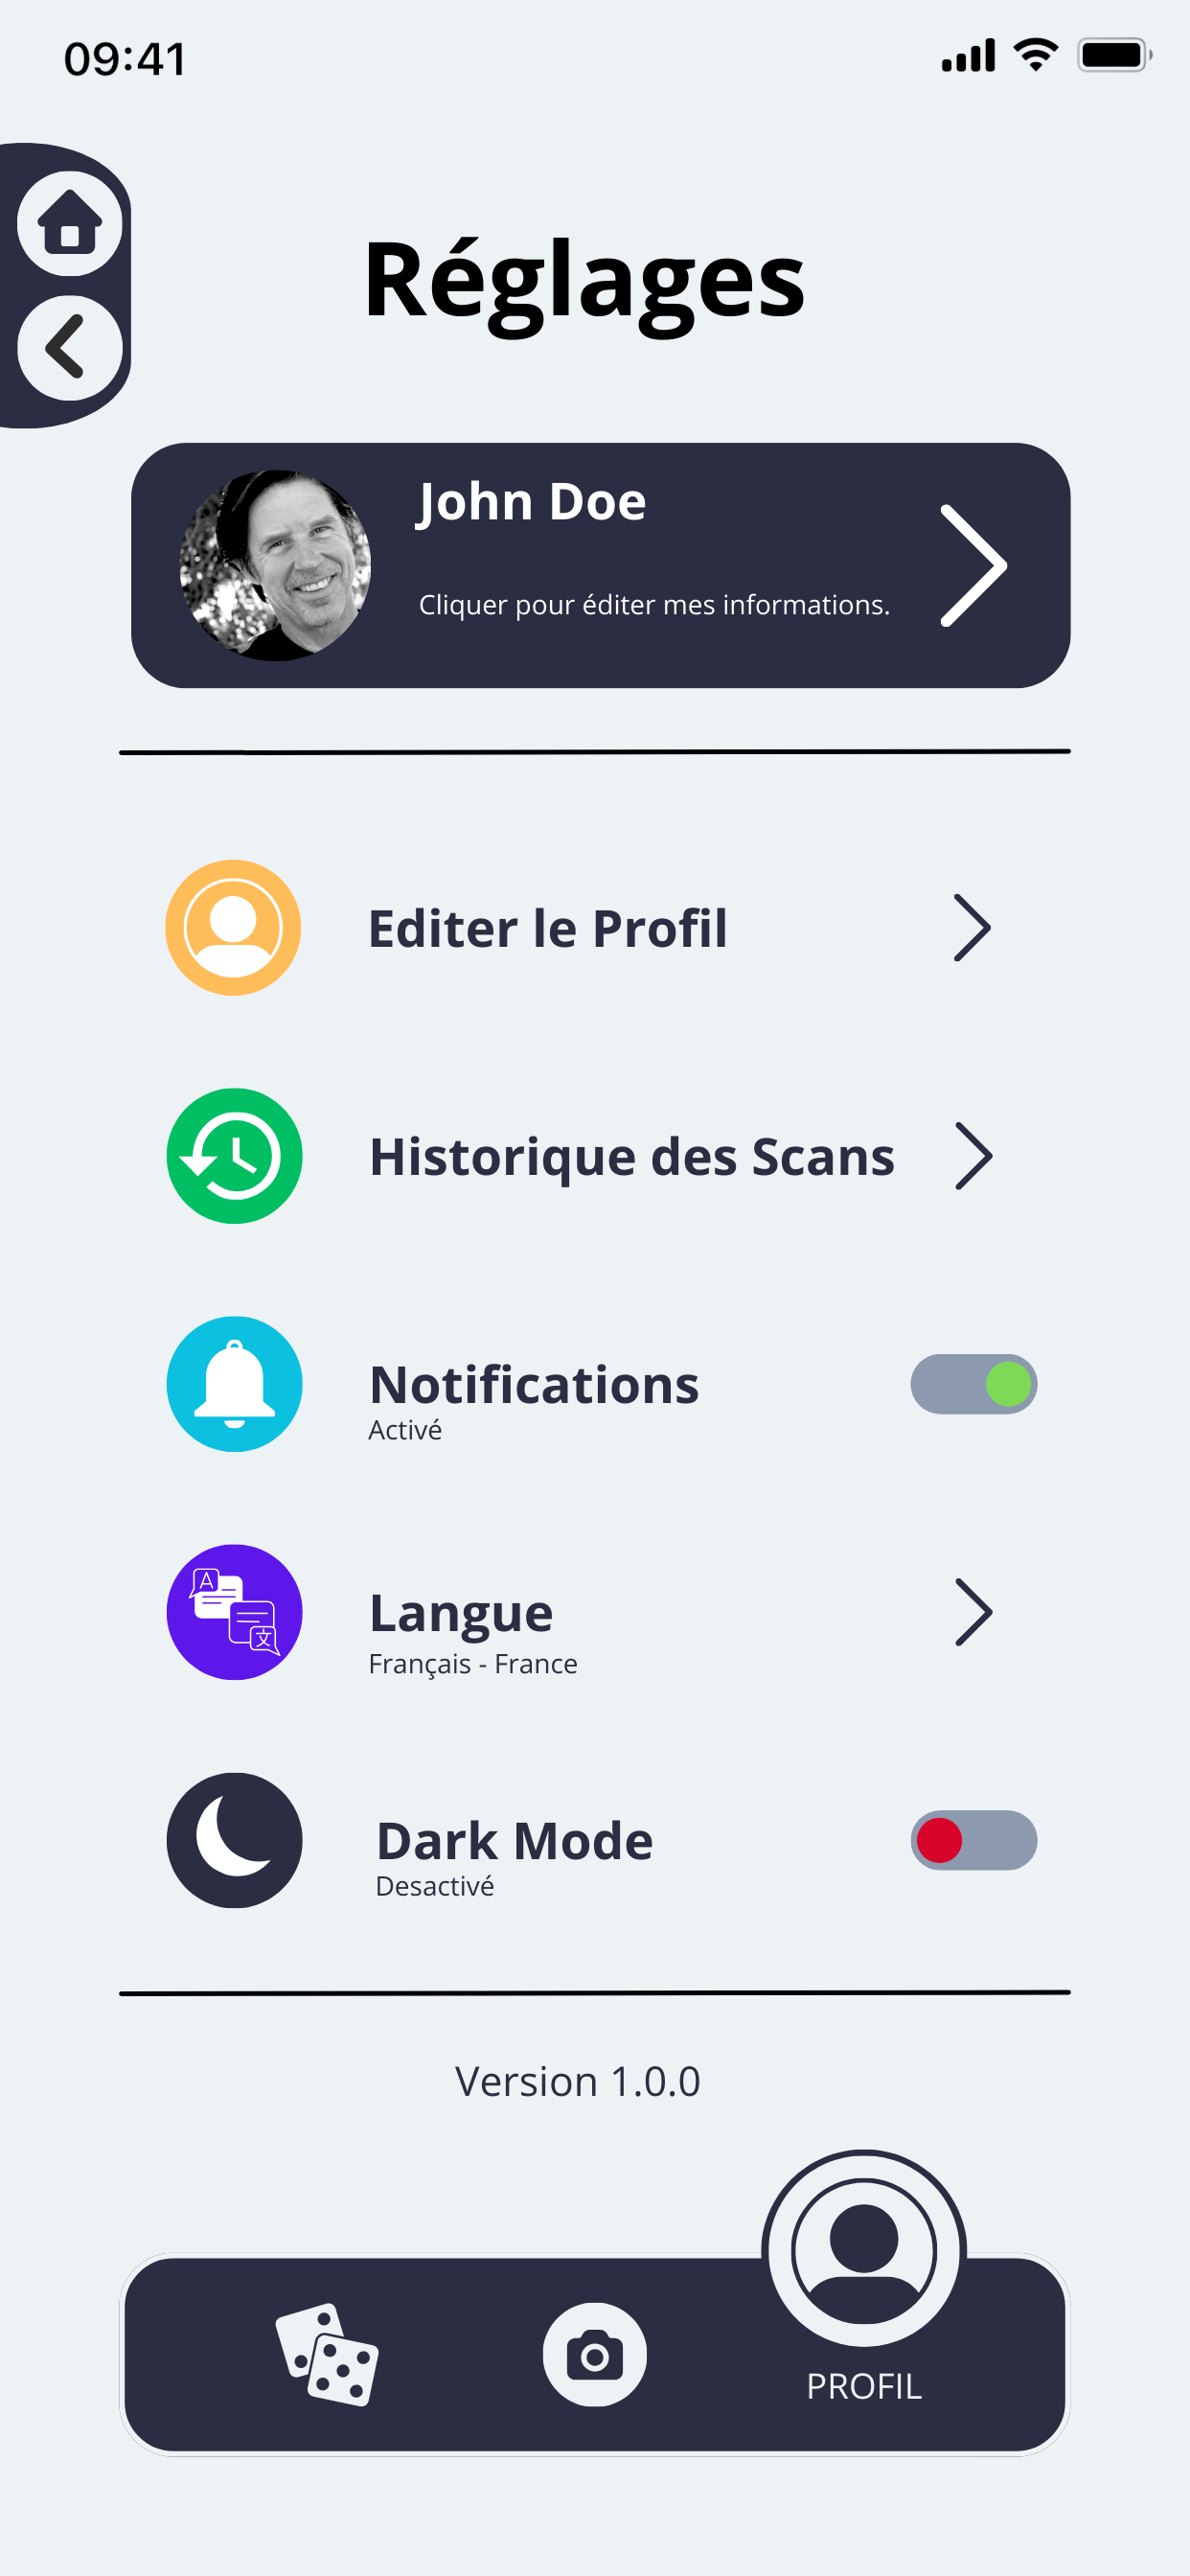 09:41
Réglages
John Doe
Cliquer pour éditer mes informations.
Editer le Profil
Historique des Scans
Notifications
Activé
A
文
Langue
Français - France
Dark Mode
Desactivé
Version 1.0.0
PROFIL